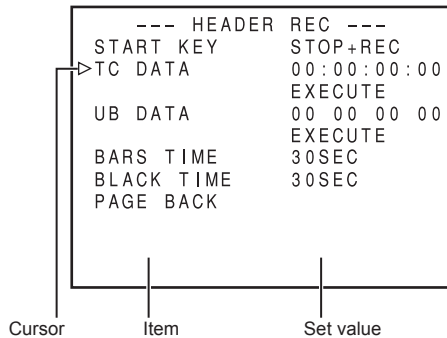 --- HEADER REC ---
START KEY STOP+REC
TC DATA 00:00:00:00
EXECUTE
UB DATA 00 00 00 00
EXECUTE
BARS TIME 30SEC
BLACK TIME 30SEC
PAGE BACK
Cursor Item Set value